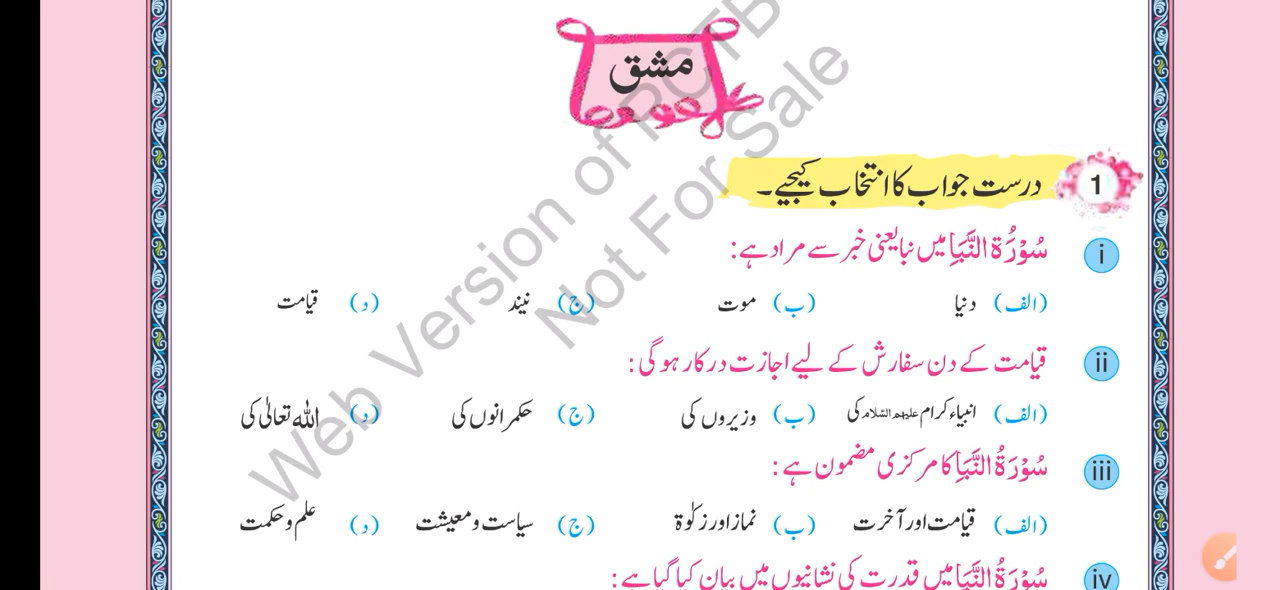 مشق
1 درست جواب کا انتخاب کیجیے۔
i سُوْرَۃُ النَّبَاِ میں نبا یعنی خبر سے مراد ہے:
(الف) دنیا (ب) موت (ج) نیند (د) قیامت
ii قیامت کے دن سفارش کے لیے اجازت درکار ہوگی:
(الف) انبیاء کرام علیہم السّلام کی (ب) وزیروں کی (ج) حکمرانوں کی (د) اللہ تعالیٰ کی
iii سُوْرَۃُ النَّبَاِ کا مرکزی مضمون ہے:
(الف) قیامت اور آخرت (ب) نماز اور زکوٰۃ (ج) سیاست و معیشت (د) علم و حکمت
iv سُوْرَۃُ النَّبَاِ میں قدرت کی نشانیوں میں بیان کیا گیا ہے:
Web Version of PCTB
Not For Sale